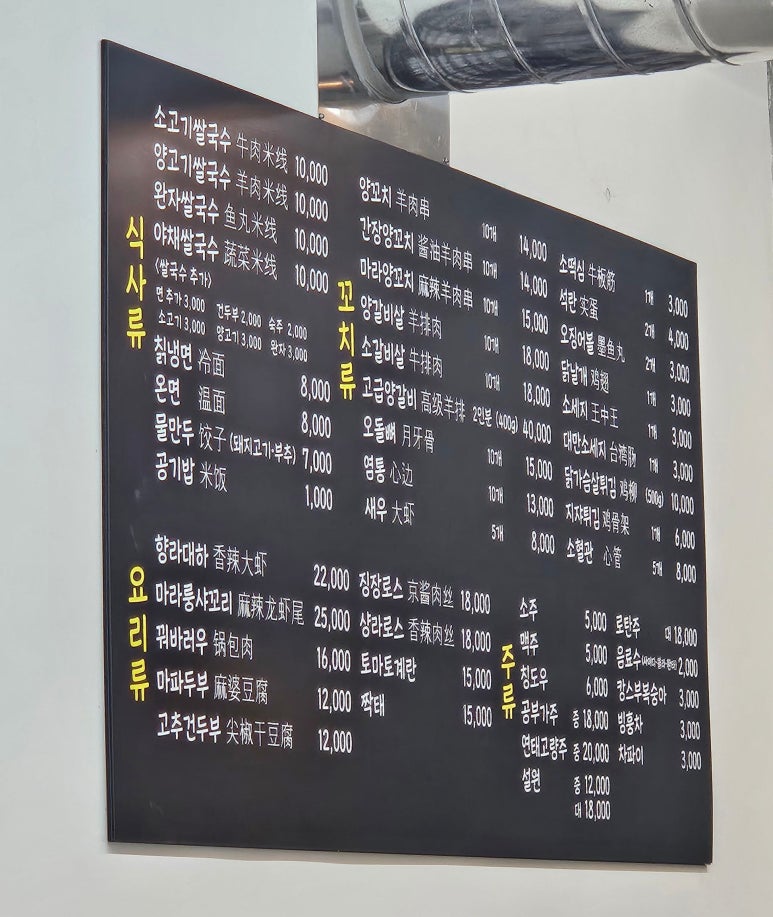 식사류
소고기쌀국수 牛肉米线 10,000
양고기쌀국수 羊肉米线 10,000
완자쌀국수 鱼丸米线 10,000
야채쌀국수 蔬菜米线 10,000
(쌀국수 추가)
면 추가 3,000 건두부 2,000 숙주 2,000
소고기 3,000 양고기 3,000 완자 3,000
칡냉면 冷面 8,000
온면 温面 8,000
물만두 饺子 (돼지고기·부추) 7,000
공기밥 米饭 1,000
꼬치류
양꼬치 羊肉串 10개 14,000
간장양꼬치 酱油羊肉串 10개 14,000
마라양꼬치 麻辣羊肉串 10개 15,000
양갈비살 羊排肉 10개 18,000
소갈비살 牛排肉 10개 18,000
고급양갈비 高级羊排 2인분 (400g) 40,000
오돌뼈 月牙骨 10개 15,000
염통 心边 10개 13,000
새우 大虾 5개 8,000
소떡심 牛板筋 1개 3,000
석란 实蛋 2개 4,000
오징어볼 墨鱼丸 2개 3,000
닭날개 鸡翅 1개 3,000
소세지 王中王 1개 3,000
대만소세지 台湾肠 1개 3,000
닭가슴살튀김 鸡柳 (500g) 10,000
지쟈튀김 鸡骨架 1개 6,000
소혈관 心管 5개 8,000
요리류
향라대하 香辣大虾 22,000
마라룽샤꼬리 麻辣龙虾尾 25,000
꿔바러우 锅包肉 16,000
마파두부 麻婆豆腐 12,000
고추건두부 尖椒干豆腐 12,000
징장로스 京酱肉丝 18,000
샹라로스 香辣肉丝 18,000
토마토계란 15,000
짝태 15,000
주류
소주 5,000
맥주 5,000
칭도우 6,000
공부가주 중 18,000
연태고량주 중 20,000
설원 중 12,000
대 18,000
로탄주 대 18,000
음료수 2,000
캉스부복숭아 3,000
빙홍차 3,000
차파이 3,000